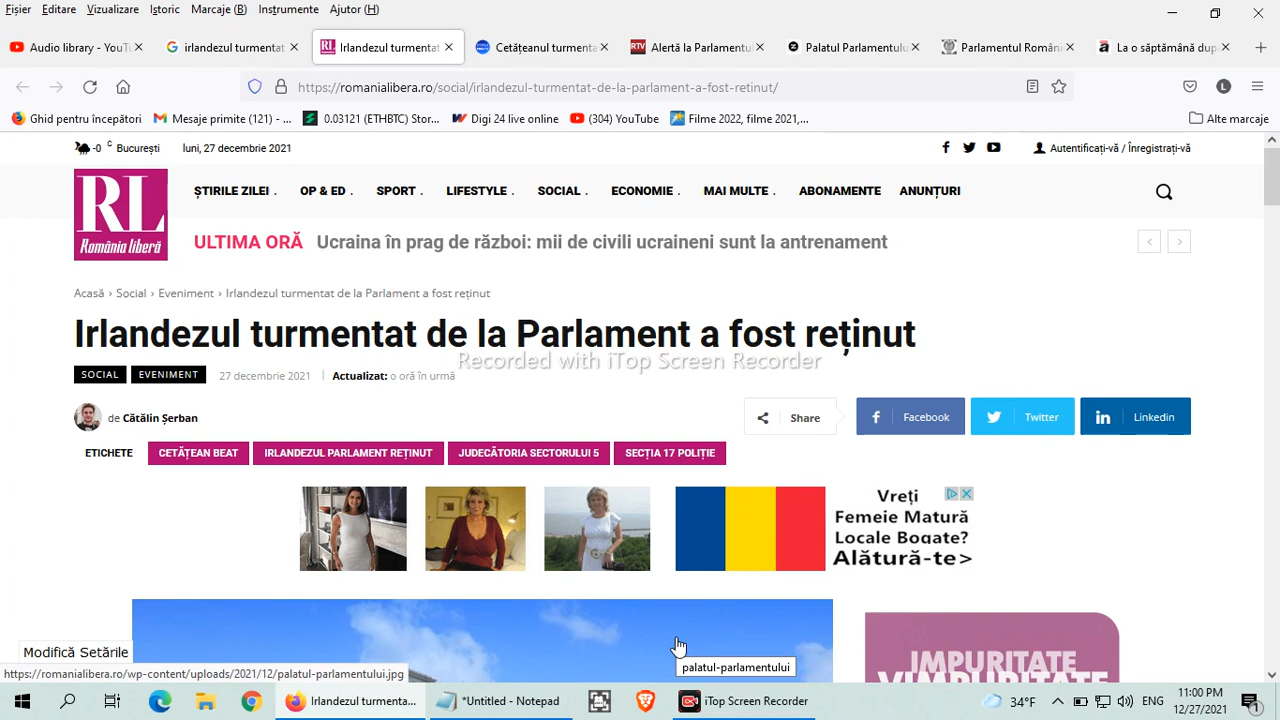 Fișier Editare Vizualizare Istoric Marcaje (B) Instrumente Ajutor (H)
Audio library - YouTu
irlandezul turmentat
Irlandezul turmentat
Cetățeanul turmenta
RTV Alertă la Parlamentul
Palatul Parlamentulu
Parlamentul Români
La o săptămână dup
https://romanialibera.ro/social/irlandezul-turmentat-de-la-parlament-a-fost-retinut/
L
Ghid pentru începători
Mesaje primite (121) - ...
0.03121 (ETHBTC) Stor...
Digi 24 live online
(304) YouTube
Filme 2022, filme 2021,...
Alte marcaje
-0 C București
luni, 27 decembrie 2021
Autentificați-vă / Înregistrați-vă
RL
România liberă
ȘTIRILE ZILEI . OP & ED . SPORT . LIFESTYLE . SOCIAL . ECONOMIE . MAI MULTE . ABONAMENTE ANUNȚURI
ULTIMA ORĂ Ucraina în prag de război: mii de civili ucraineni sunt la antrenament
Acasă › Social › Eveniment › Irlandezul turmentat de la Parlament a fost reținut
Irlandezul turmentat de la Parlament a fost reținut
Recorded with iTop Screen Recorder
SOCIAL EVENIMENT 27 decembrie 2021 Actualizat: o oră în urmă
de Cătălin Șerban
Share
Facebook
Twitter
Linkedin
ETICHETE CETĂȚEAN BEAT IRLANDEZUL PARLAMENT REȚINUT JUDECĂTORIA SECTORULUI 5 SECȚIA 17 POLIȚIE
Vreți
Femeie Matură
Locale Bogate?
Alătură-te>
IMPURITATE
VIMPURITATE
Modifică Setările
palatul-parlamentului
https://romanialibera.ro/wp-content/uploads/2021/12/palatul-parlamentului.jpg
Irlandezul turmenta...
*Untitled - Notepad
iTop Screen Recorder
34°F
ENG
11:00 PM
12/27/2021
1